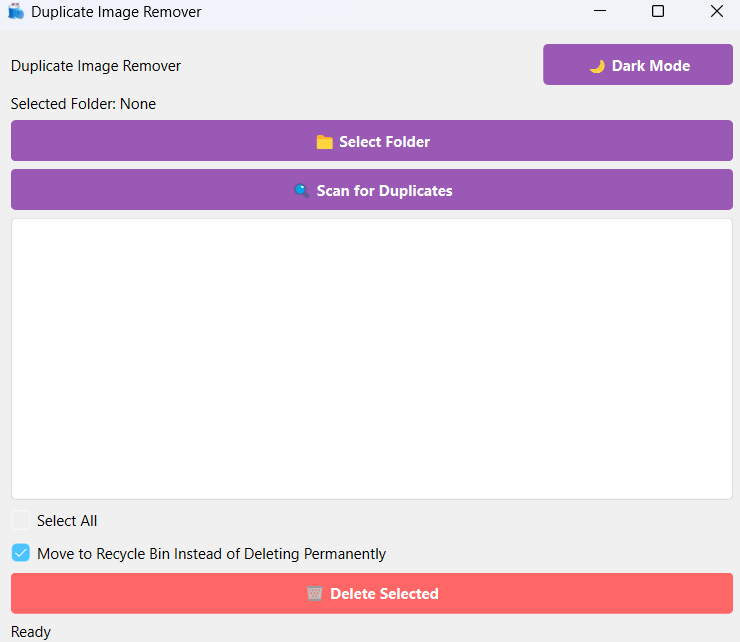 Duplicate Image Remover
Duplicate Image Remover
Dark Mode
Selected Folder: None
Select Folder
Scan for Duplicates
Select All
Move to Recycle Bin Instead of Deleting Permanently
Delete Selected
Ready